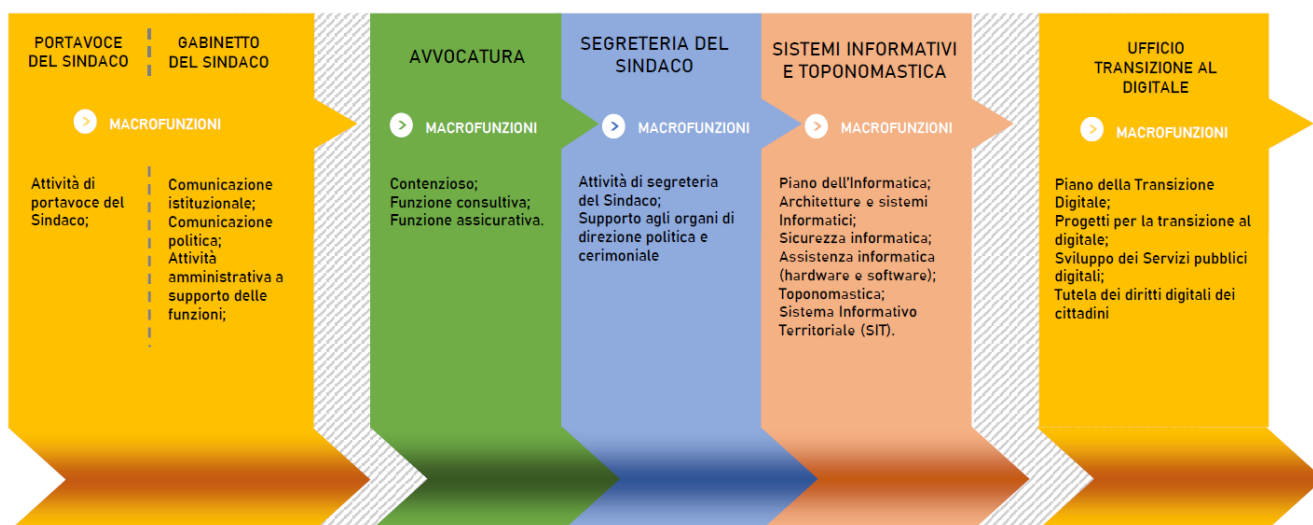 PORTAVOCE
DEL SINDACO
MACROFUNZIONI
Attività di
portavoce del
Sindaco;
GABINETTO
DEL SINDACO
Comunicazione
istituzionale;
Comunicazione
politica;
Attività
amministrativa a
supporto delle
funzioni;
AVVOCATURA
MACROFUNZIONI
Contenzioso;
Funzione consultiva;
Funzione assicurativa.
SEGRETERIA DEL
SINDACO
MACROFUNZIONI
Attività di segreteria
del Sindaco;
Supporto agli organi di
direzione politica e
cerimoniale
SISTEMI INFORMATIVI
E TOPONOMASTICA
MACROFUNZIONI
Piano dell'Informatica;
Architetture e sistemi
Informatici;
Sicurezza informatica;
Assistenza informatica
(hardware e software);
Toponomastica;
Sistema Informativo
Territoriale (SIT).
UFFICIO
TRANSIZIONE AL
DIGITALE
MACROFUNZIONI
Piano della Transizione
Digitale;
Progetti per la transizione al
digitale;
Sviluppo dei Servizi pubblici
digitali;
Tutela dei diritti digitali dei
cittadini